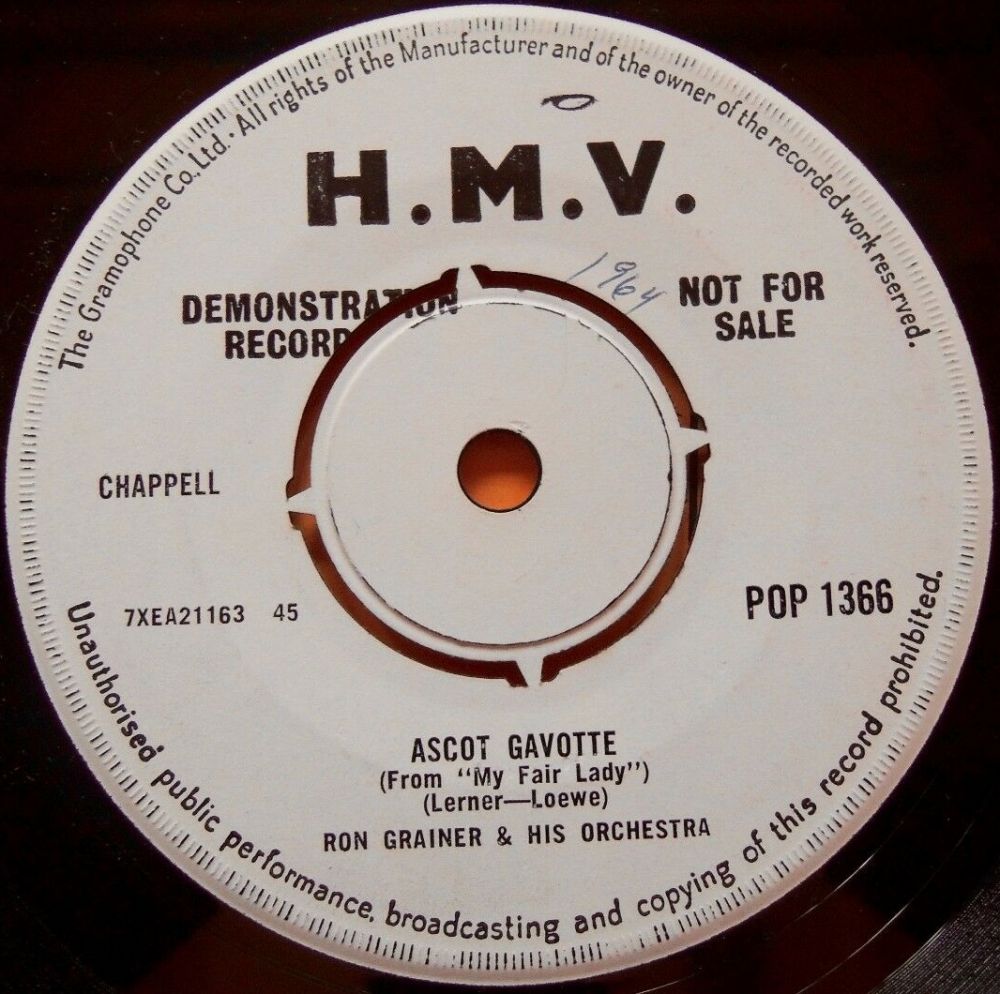 The Gramophone Co. Ltd. · All rights of the Manufacturer and of the owner of the recorded work reserved.
H.M.V.
1964
DEMONSTRATION
RECORD
NOT FOR
SALE
CHAPPELL
7XEA21163 45
POP 1366
ASCOT GAVOTTE
(From "My Fair Lady")
(Lerner—Loewe)
RON GRAINER & HIS ORCHESTRA
Unauthorised public performance, broadcasting and copying of this record prohibited.